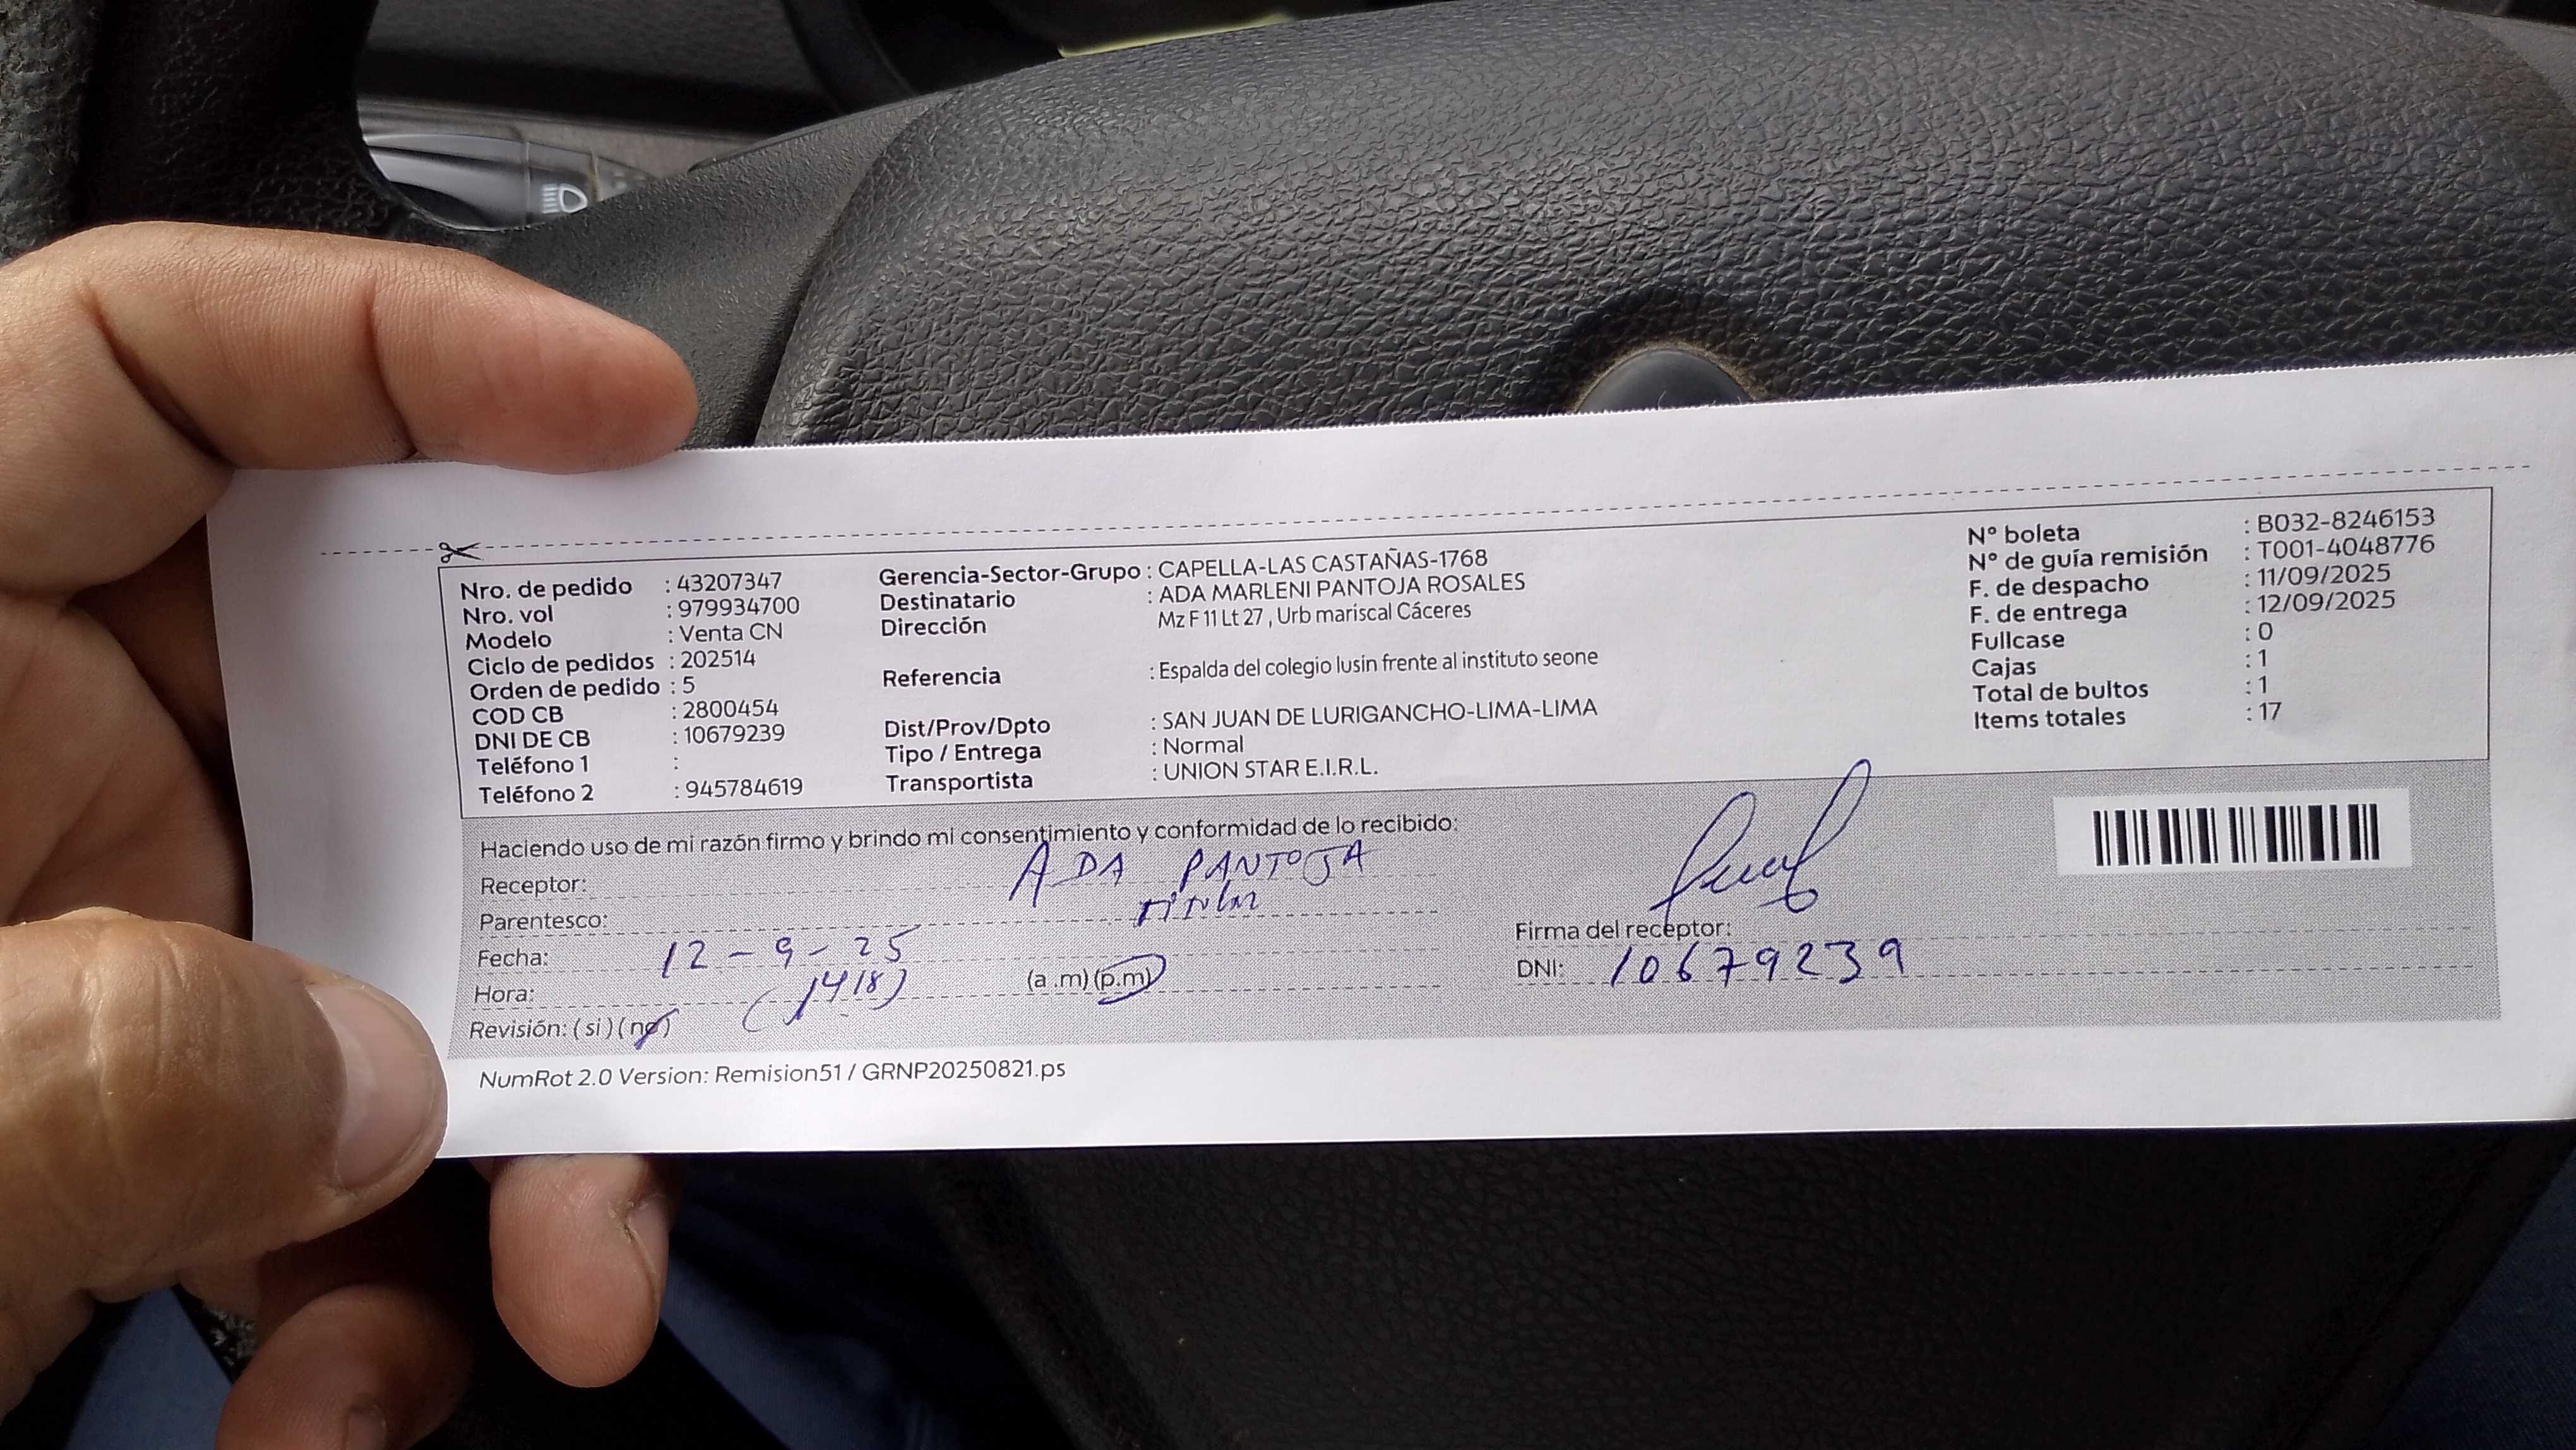 Nro. de pedido : 43207347
Nro. vol : 979934700
Modelo : Venta CN
Ciclo de pedidos : 202514
Orden de pedido : 5
COD CB : 2800454
DNI DE CB : 10679239
Teléfono 1 :
Teléfono 2 : 945784619
Gerencia-Sector-Grupo : CAPELLA-LAS CASTAÑAS-1768
Destinatario : ADA MARLENI PANTOJA ROSALES
Dirección Mz F 11 Lt 27 , Urb mariscal Cáceres
Referencia : Espalda del colegio lusin frente al instituto seone
Dist/Prov/Dpto : SAN JUAN DE LURIGANCHO-LIMA-LIMA
Tipo / Entrega : Normal
Transportista : UNION STAR E.I.R.L.
N° boleta : B032-8246153
N° de guía remisión : T001-4048776
F. de despacho : 11/09/2025
F. de entrega : 12/09/2025
Fullcase : 0
Cajas : 1
Total de bultos : 1
Items totales : 17
Haciendo uso de mi razón firmo y brindo mi consentimiento y conformidad de lo recibido:
Receptor: ADA PANTOJA
Parentesco: titular
Fecha: 12-9-25
Hora: (1418) (a .m) (p.m)
Revisión: ( si ) ( no )
Firma del receptor:
DNI: 10679239
NumRot 2.0 Version: Remision51 / GRNP20250821.ps